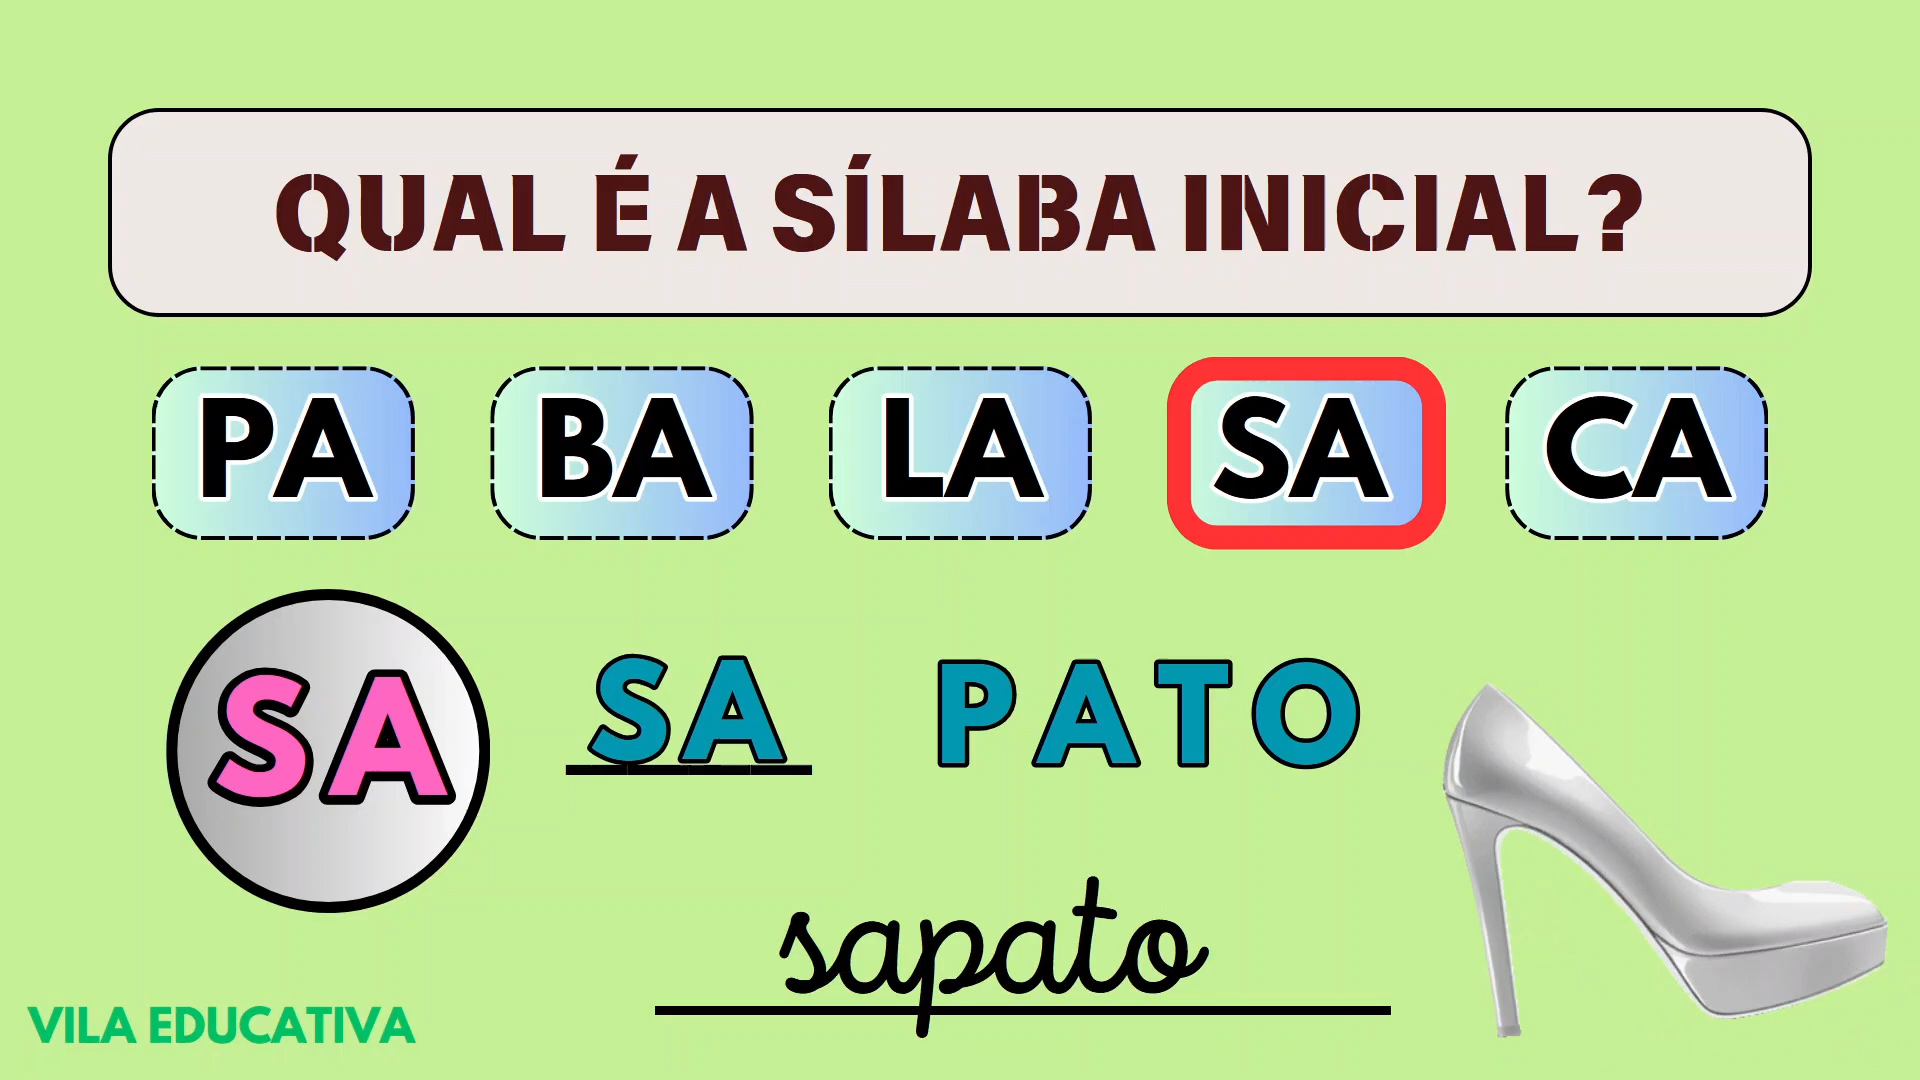 QUAL É A SÍLABA INICIAL?
PA BA LA SA CA
SA SA PATO
sapato
VILA EDUCATIVA